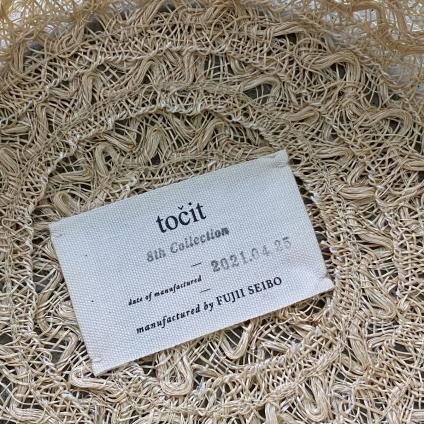 točit
8th Collection
—
date of manufactured 2021.04.25
—
manufactured by FUJII SEIBO